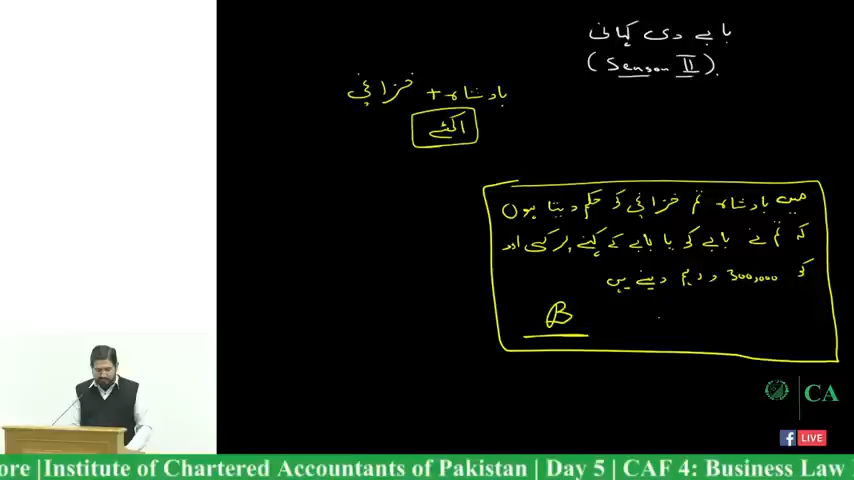 بابے دی کہانی
(Season II).
بادشاہ + خزانچی
اکٹھے
میں بادشاہ تم خزانچی کو حکم دیتا ہوں
کہ تم نے بابے کو یا بابے کے کہنے پر کسی اور
کو 300,000 درہم دینے ہیں
B
CA
f LIVE
ore |Institute of Chartered Accountants of Pakistan | Day 5 | CAF 4: Business Law